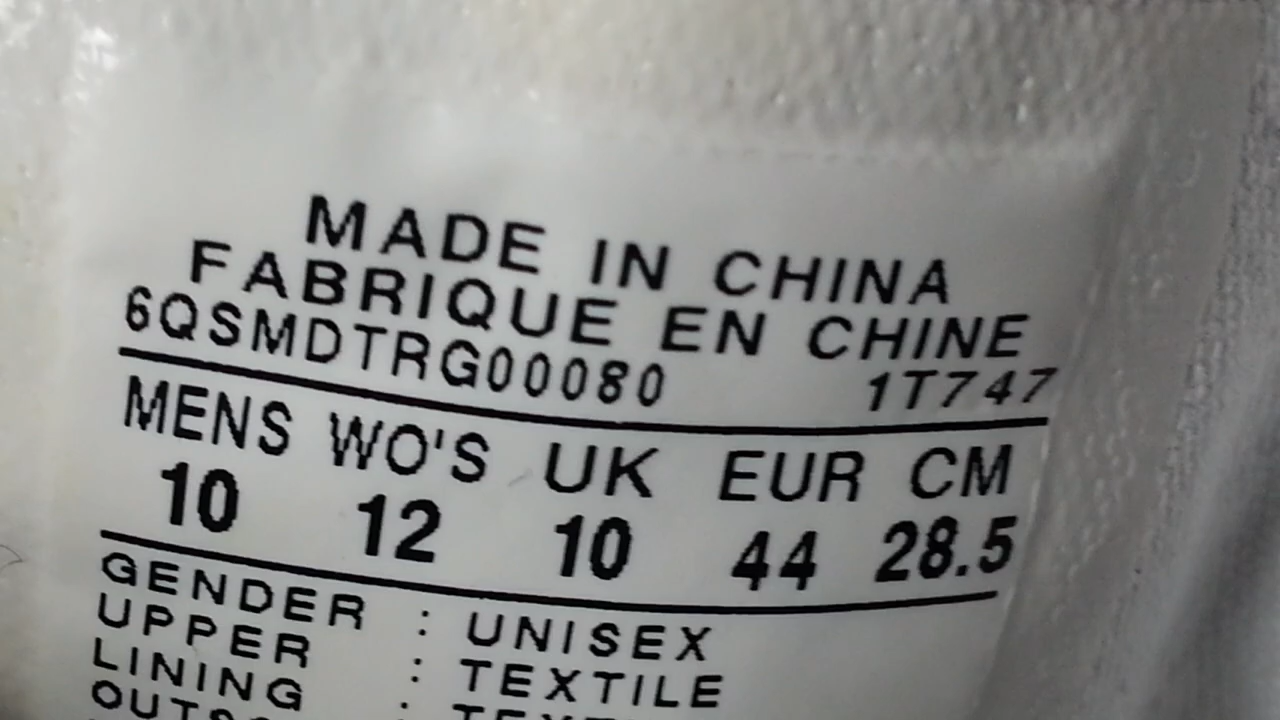 MADE IN CHINA
FABRIQUE EN CHINE
6QSMDTRG00080 1T747
MENS WO'S UK EUR CM
10 12 10 44 28.5
GENDER : UNISEX
UPPER : TEXTILE
LINING :